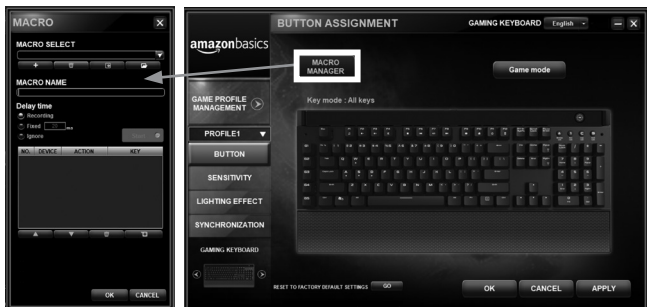 MACRO
MACRO SELECT
MACRO NAME
Delay time
Recording
Fixed
Ignore
NO. DEVICE ACTION KEY
OK CANCEL
BUTTON ASSIGNMENT
GAMING KEYBOARD English
amazonbasics
MACRO
MANAGER
Game mode
GAME PROFILE
MANAGEMENT
Key mode : All keys
PROFILE1
BUTTON
SENSITIVITY
LIGHTING EFFECT
SYNCHRONIZATION
GAMING KEYBOARD
RESET TO FACTORY DEFAULT SETTINGS GO
OK CANCEL APPLY